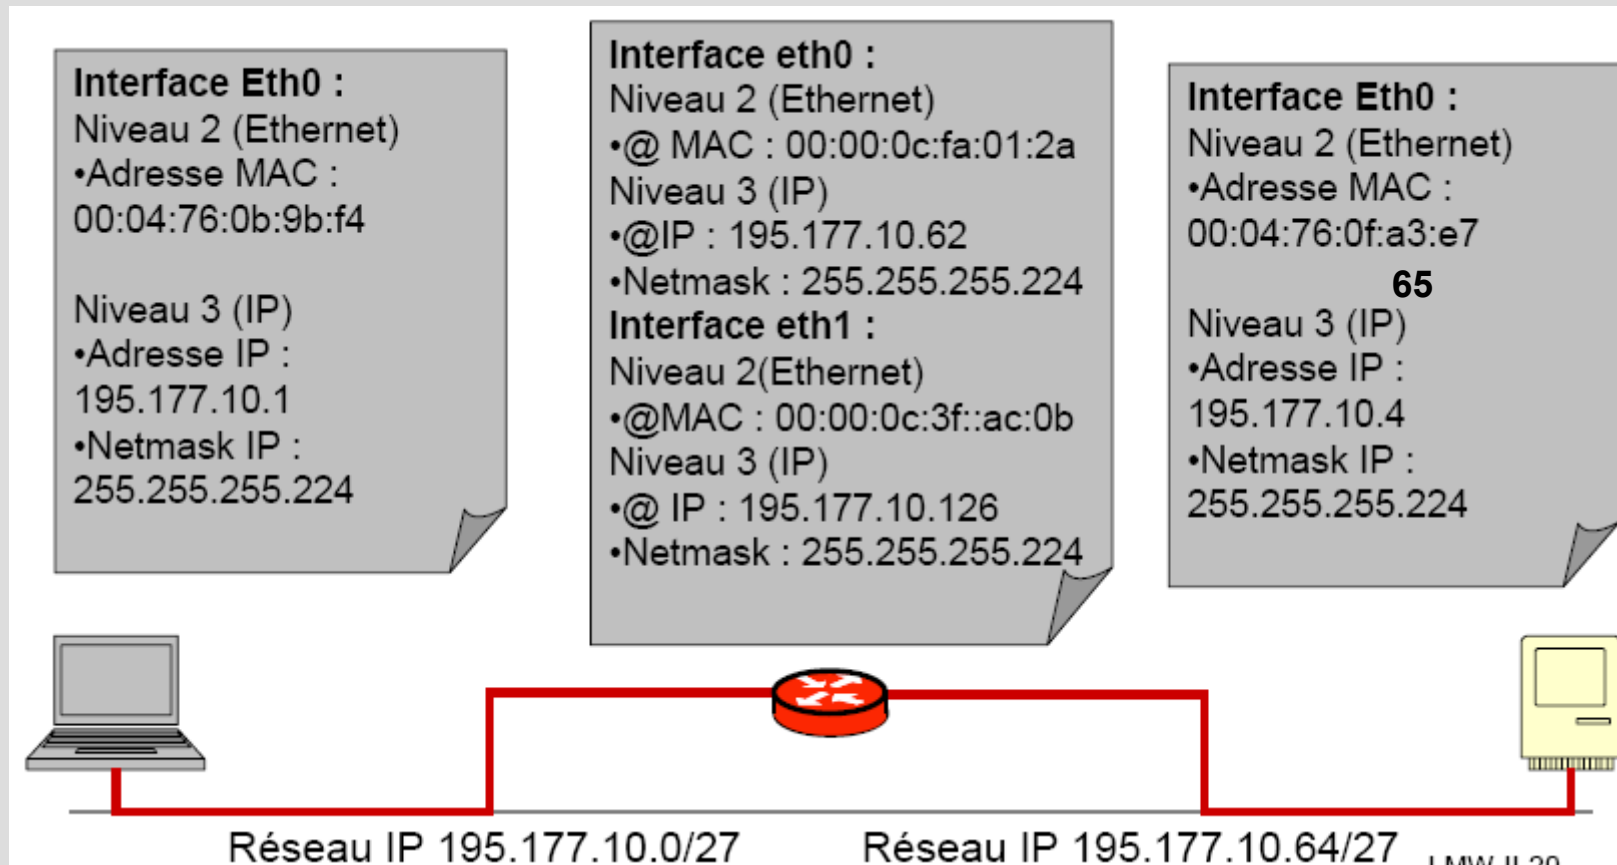 Interface Eth0 :
Niveau 2 (Ethernet)
•Adresse MAC :
00:04:76:0b:9b:f4
Niveau 3 (IP)
•Adresse IP :
195.177.10.1
•Netmask IP :
255.255.255.224
Interface eth0 :
Niveau 2 (Ethernet)
•@ MAC : 00:00:0c:fa:01:2a
Niveau 3 (IP)
•@IP : 195.177.10.62
•Netmask : 255.255.255.224
Interface eth1 :
Niveau 2(Ethernet)
•@MAC : 00:00:0c:3f::ac:0b
Niveau 3 (IP)
•@ IP : 195.177.10.126
•Netmask : 255.255.255.224
Interface Eth0 :
Niveau 2 (Ethernet)
•Adresse MAC :
00:04:76:0f:a3:e7
65
Niveau 3 (IP)
•Adresse IP :
195.177.10.4
•Netmask IP :
255.255.255.224
Réseau IP 195.177.10.0/27
Réseau IP 195.177.10.64/27